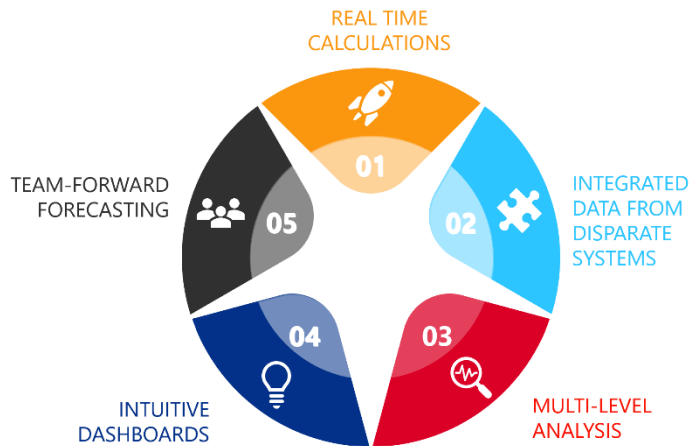 REAL TIME
CALCULATIONS
01
02
INTEGRATED
DATA FROM
DISPARATE
SYSTEMS
03
MULTI-LEVEL
ANALYSIS
04
INTUITIVE
DASHBOARDS
05
TEAM-FORWARD
FORECASTING